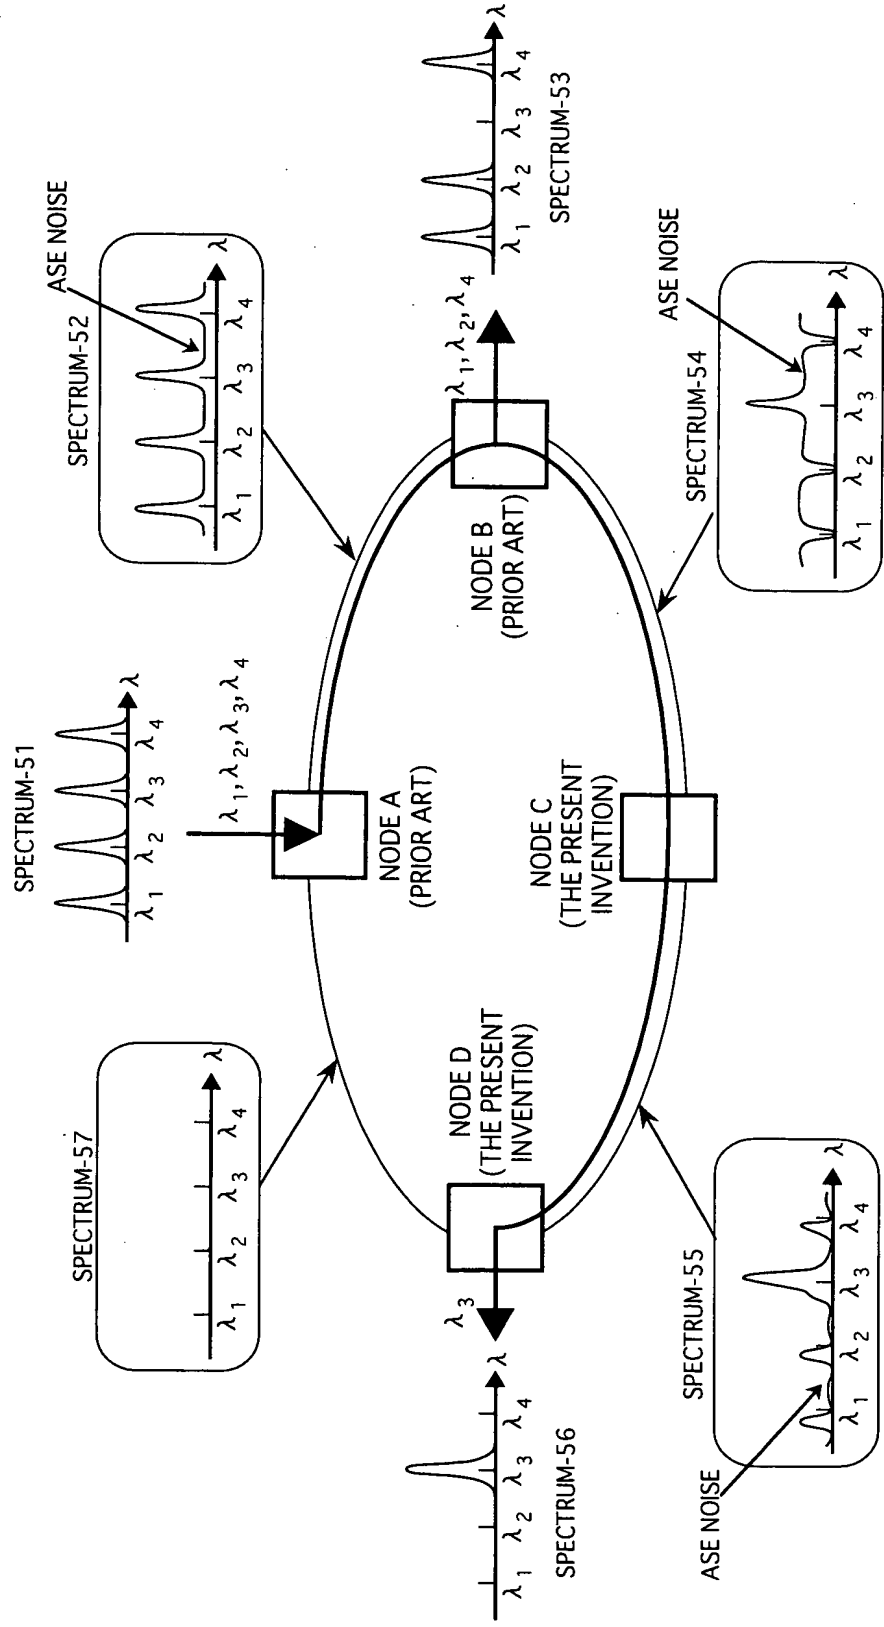 SPECTRUM-51
λ
λ1 λ2 λ3 λ4
λ1, λ2, λ3, λ4
SPECTRUM-57
λ
λ1 λ2 λ3 λ4
SPECTRUM-52
ASE NOISE
λ
λ1 λ2 λ3 λ4
NODE A
(PRIOR ART)
λ3
λ
λ1 λ2 λ3 λ4
SPECTRUM-56
NODE D
(THE PRESENT
INVENTION)
NODE B
(PRIOR ART)
λ1, λ2, λ4
λ
λ1 λ2 λ3 λ4
SPECTRUM-53
NODE C
(THE PRESENT
INVENTION)
SPECTRUM-55
ASE NOISE
λ
λ1 λ2 λ3 λ4
SPECTRUM-54
ASE NOISE
λ
λ1 λ2 λ3 λ4